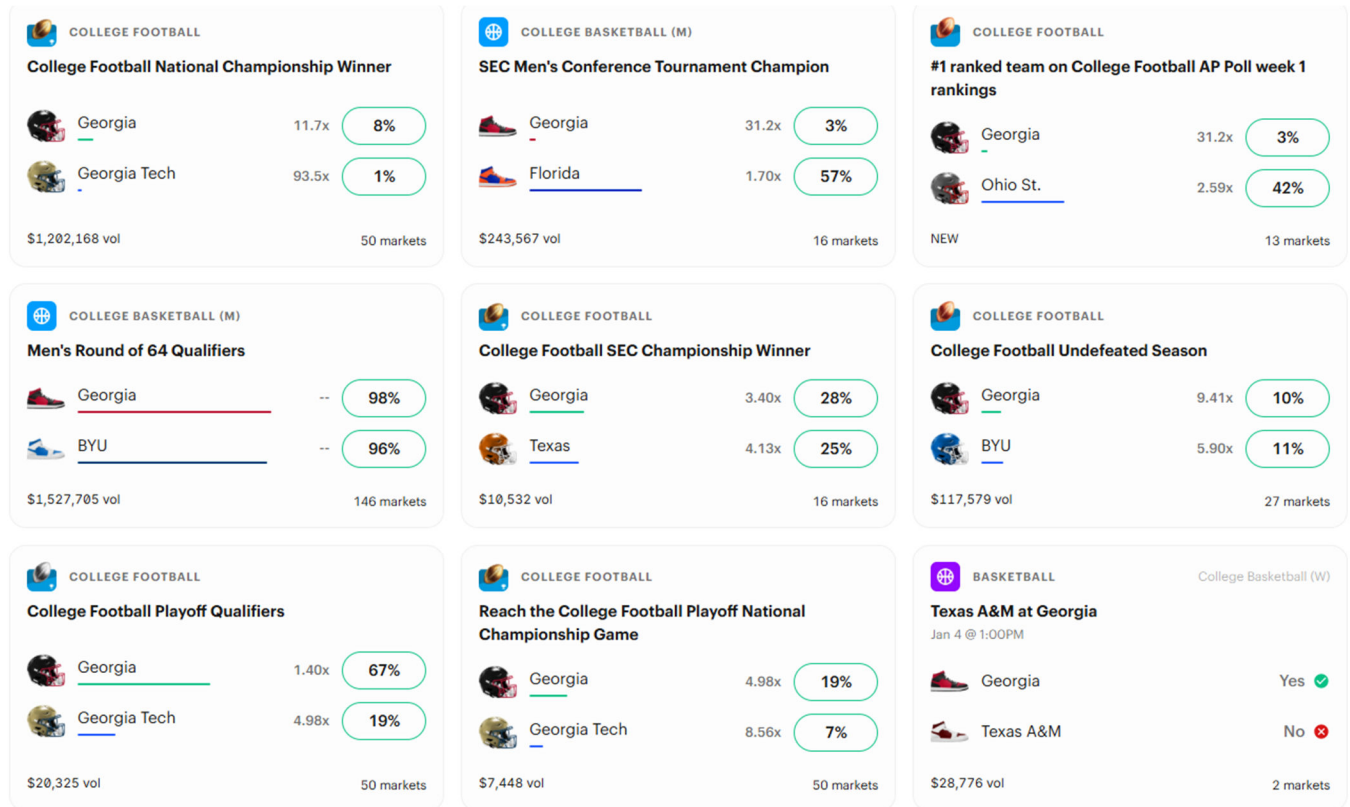 COLLEGE FOOTBALL
College Football National Championship Winner
Georgia 11.7x 8%
Georgia Tech 93.5x 1%
$1,202,168 vol 50 markets
COLLEGE BASKETBALL (M)
SEC Men's Conference Tournament Champion
Georgia 31.2x 3%
Florida 1.70x 57%
$243,567 vol 16 markets
COLLEGE FOOTBALL
#1 ranked team on College Football AP Poll week 1
rankings
Georgia 31.2x 3%
Ohio St. 2.59x 42%
NEW 13 markets
COLLEGE BASKETBALL (M)
Men's Round of 64 Qualifiers
Georgia -- 98%
BYU -- 96%
$1,527,705 vol 146 markets
COLLEGE FOOTBALL
College Football SEC Championship Winner
Georgia 3.40x 28%
Texas 4.13x 25%
$10,532 vol 16 markets
COLLEGE FOOTBALL
College Football Undefeated Season
Georgia 9.41x 10%
BYU 5.90x 11%
$117,579 vol 27 markets
COLLEGE FOOTBALL
College Football Playoff Qualifiers
Georgia 1.40x 67%
Georgia Tech 4.98x 19%
$20,325 vol 50 markets
COLLEGE FOOTBALL
Reach the College Football Playoff National
Championship Game
Georgia 4.98x 19%
Georgia Tech 8.56x 7%
$7,448 vol 50 markets
BASKETBALL College Basketball (W)
Texas A&M at Georgia
Jan 4 @ 1:00PM
Georgia Yes
Texas A&M No
$28,776 vol 2 markets